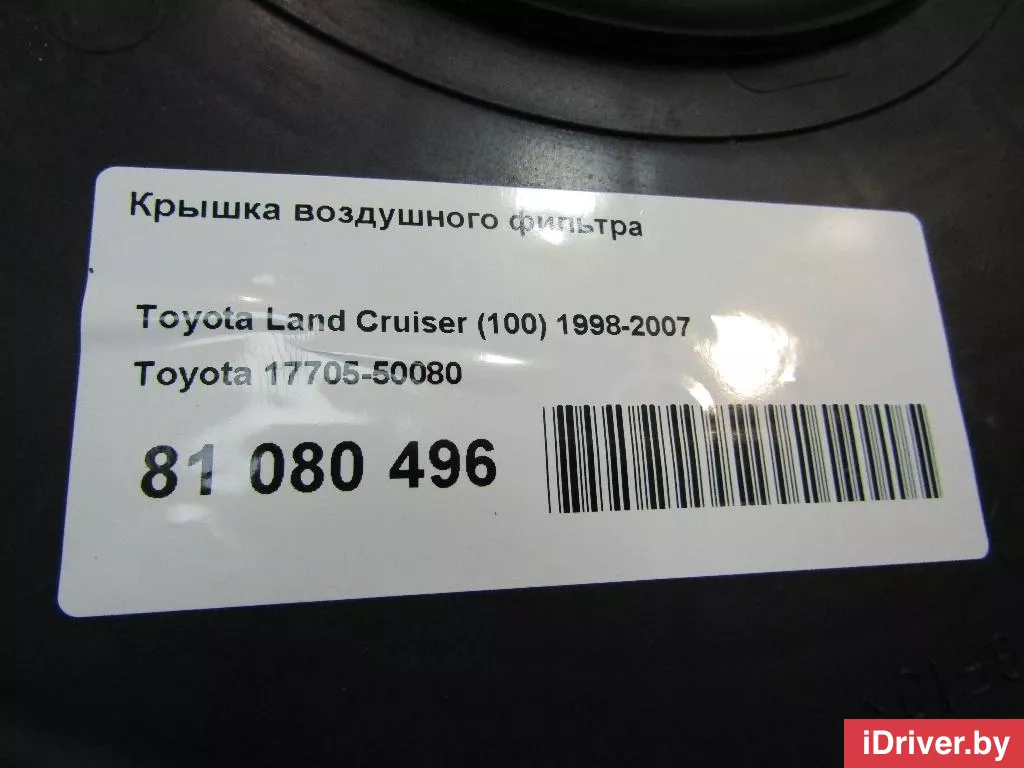 Крышка воздушного фильтра
Toyota Land Cruiser (100) 1998-2007
Toyota 17705-50080
81 080 496
iDriver.by